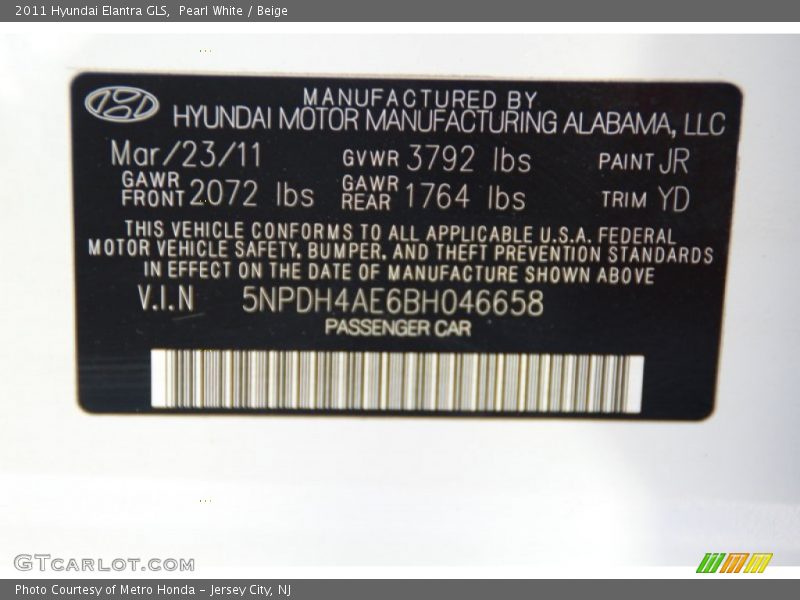 2011 Hyundai Elantra GLS,  Pearl White / Beige
MANUFACTURED BY
HYUNDAI MOTOR MANUFACTURING ALABAMA, LLC
Mar/23/11 GVWR 3792 lbs PAINT JR
GAWR FRONT 2072 lbs GAWR REAR 1764 lbs TRIM YD
THIS VEHICLE CONFORMS TO ALL APPLICABLE U.S.A. FEDERAL
MOTOR VEHICLE SAFETY, BUMPER, AND THEFT PREVENTION STANDARDS
IN EFFECT ON THE DATE OF MANUFACTURE SHOWN ABOVE
V.I.N 5NPDH4AE6BH046658
PASSENGER CAR
GTCARLOT.COM
Photo Courtesy of Metro Honda - Jersey City, NJ